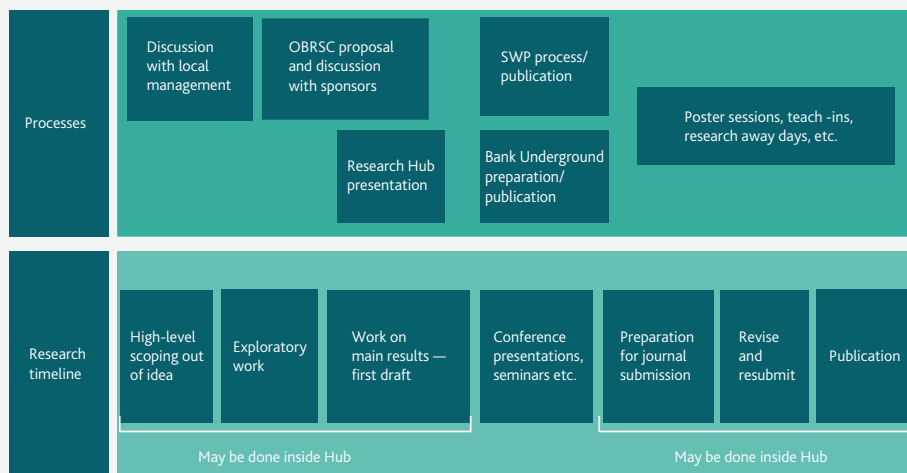 Processes
Discussion
with local
management
OBRSC proposal
and discussion
with sponsors
Research Hub
presentation
SWP process/
publication
Bank Underground
preparation/
publication
Poster sessions, teach -ins,
research away days, etc.
Research
timeline
High-level
scoping out
of idea
Exploratory
work
Work on
main results —
first draft
Conference
presentations,
seminars etc.
Preparation
for journal
submission
Revise
and
resubmit
Publication
May be done inside Hub
May be done inside Hub